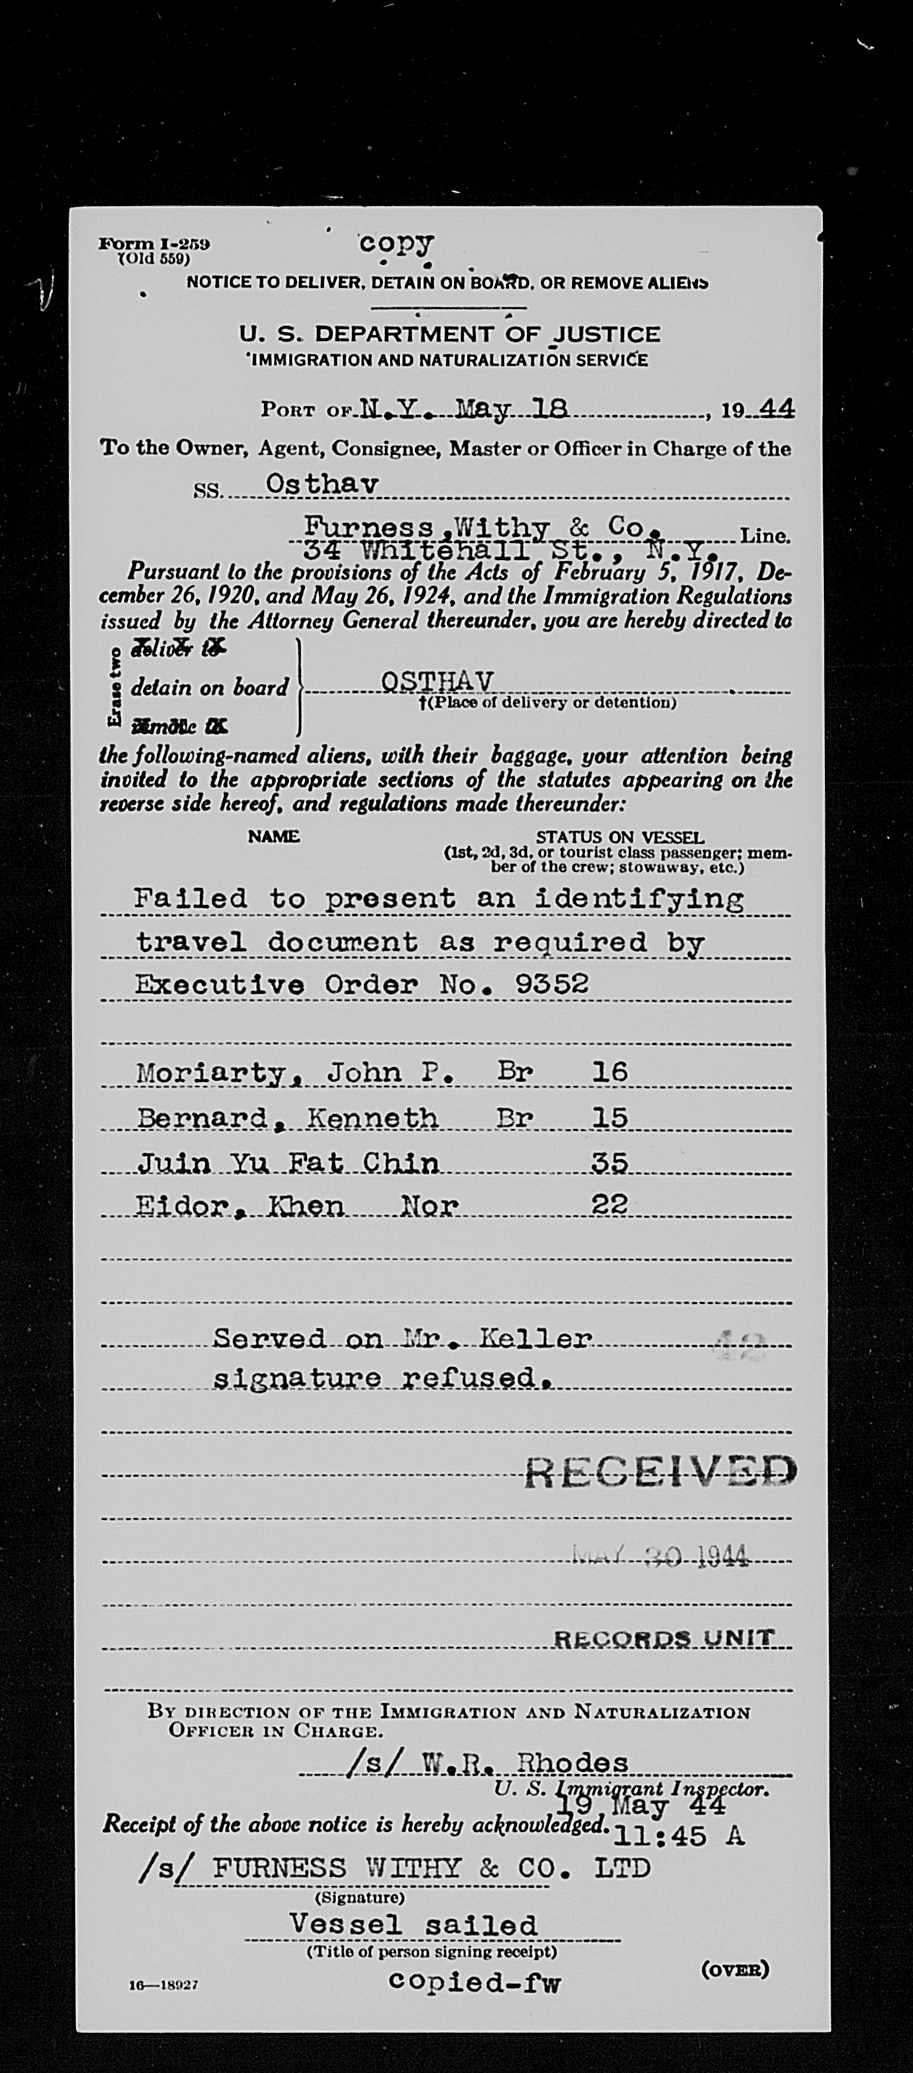 Form I-259
(Old 559)
copy
NOTICE TO DELIVER, DETAIN ON BOARD, OR REMOVE ALIENS
U. S. DEPARTMENT OF JUSTICE
IMMIGRATION AND NATURALIZATION SERVICE
PORT OF N.Y. May 18, 1944
To the Owner, Agent, Consignee, Master or Officer in Charge of the
SS. Osthav
Furness,Withy & Co. Line.
34 Whitehall St., N.Y.
Pursuant to the provisions of the Acts of February 5, 1917, De-
cember 26, 1920, and May 26, 1924, and the Immigration Regulations
issued by the Attorney General thereunder, you are hereby directed to
Erase two
deliver to
detain on board
remove to
OSTHAV
†(Place of delivery or detention)
the following-named aliens, with their baggage, your attention being
invited to the appropriate sections of the statutes appearing on the
reverse side hereof, and regulations made thereunder:
NAME STATUS ON VESSEL
(1st, 2d, 3d, or tourist class passenger; mem-
ber of the crew; stowaway, etc.)
Failed to present an identifying
travel document as required by
Executive Order No. 9352
Moriarty, John P. Br 16
Bernard, Kenneth Br 15
Juin Yu Fat Chin 35
Eidor, Khen Nor 22
Served on Mr. Keller 42
signature refused.
RECEIVED
MAY 30 1944
RECORDS UNIT
BY DIRECTION OF THE IMMIGRATION AND NATURALIZATION
OFFICER IN CHARGE.
/s/ W.R. Rhodes
U. S. Immigrant Inspector.
19 May 44
Receipt of the above notice is hereby acknowledged. 11:45 A
/s/ FURNESS WITHY & CO. LTD
(Signature)
Vessel sailed
(Title of person signing receipt)
16—18927
copied-fw
(OVER)